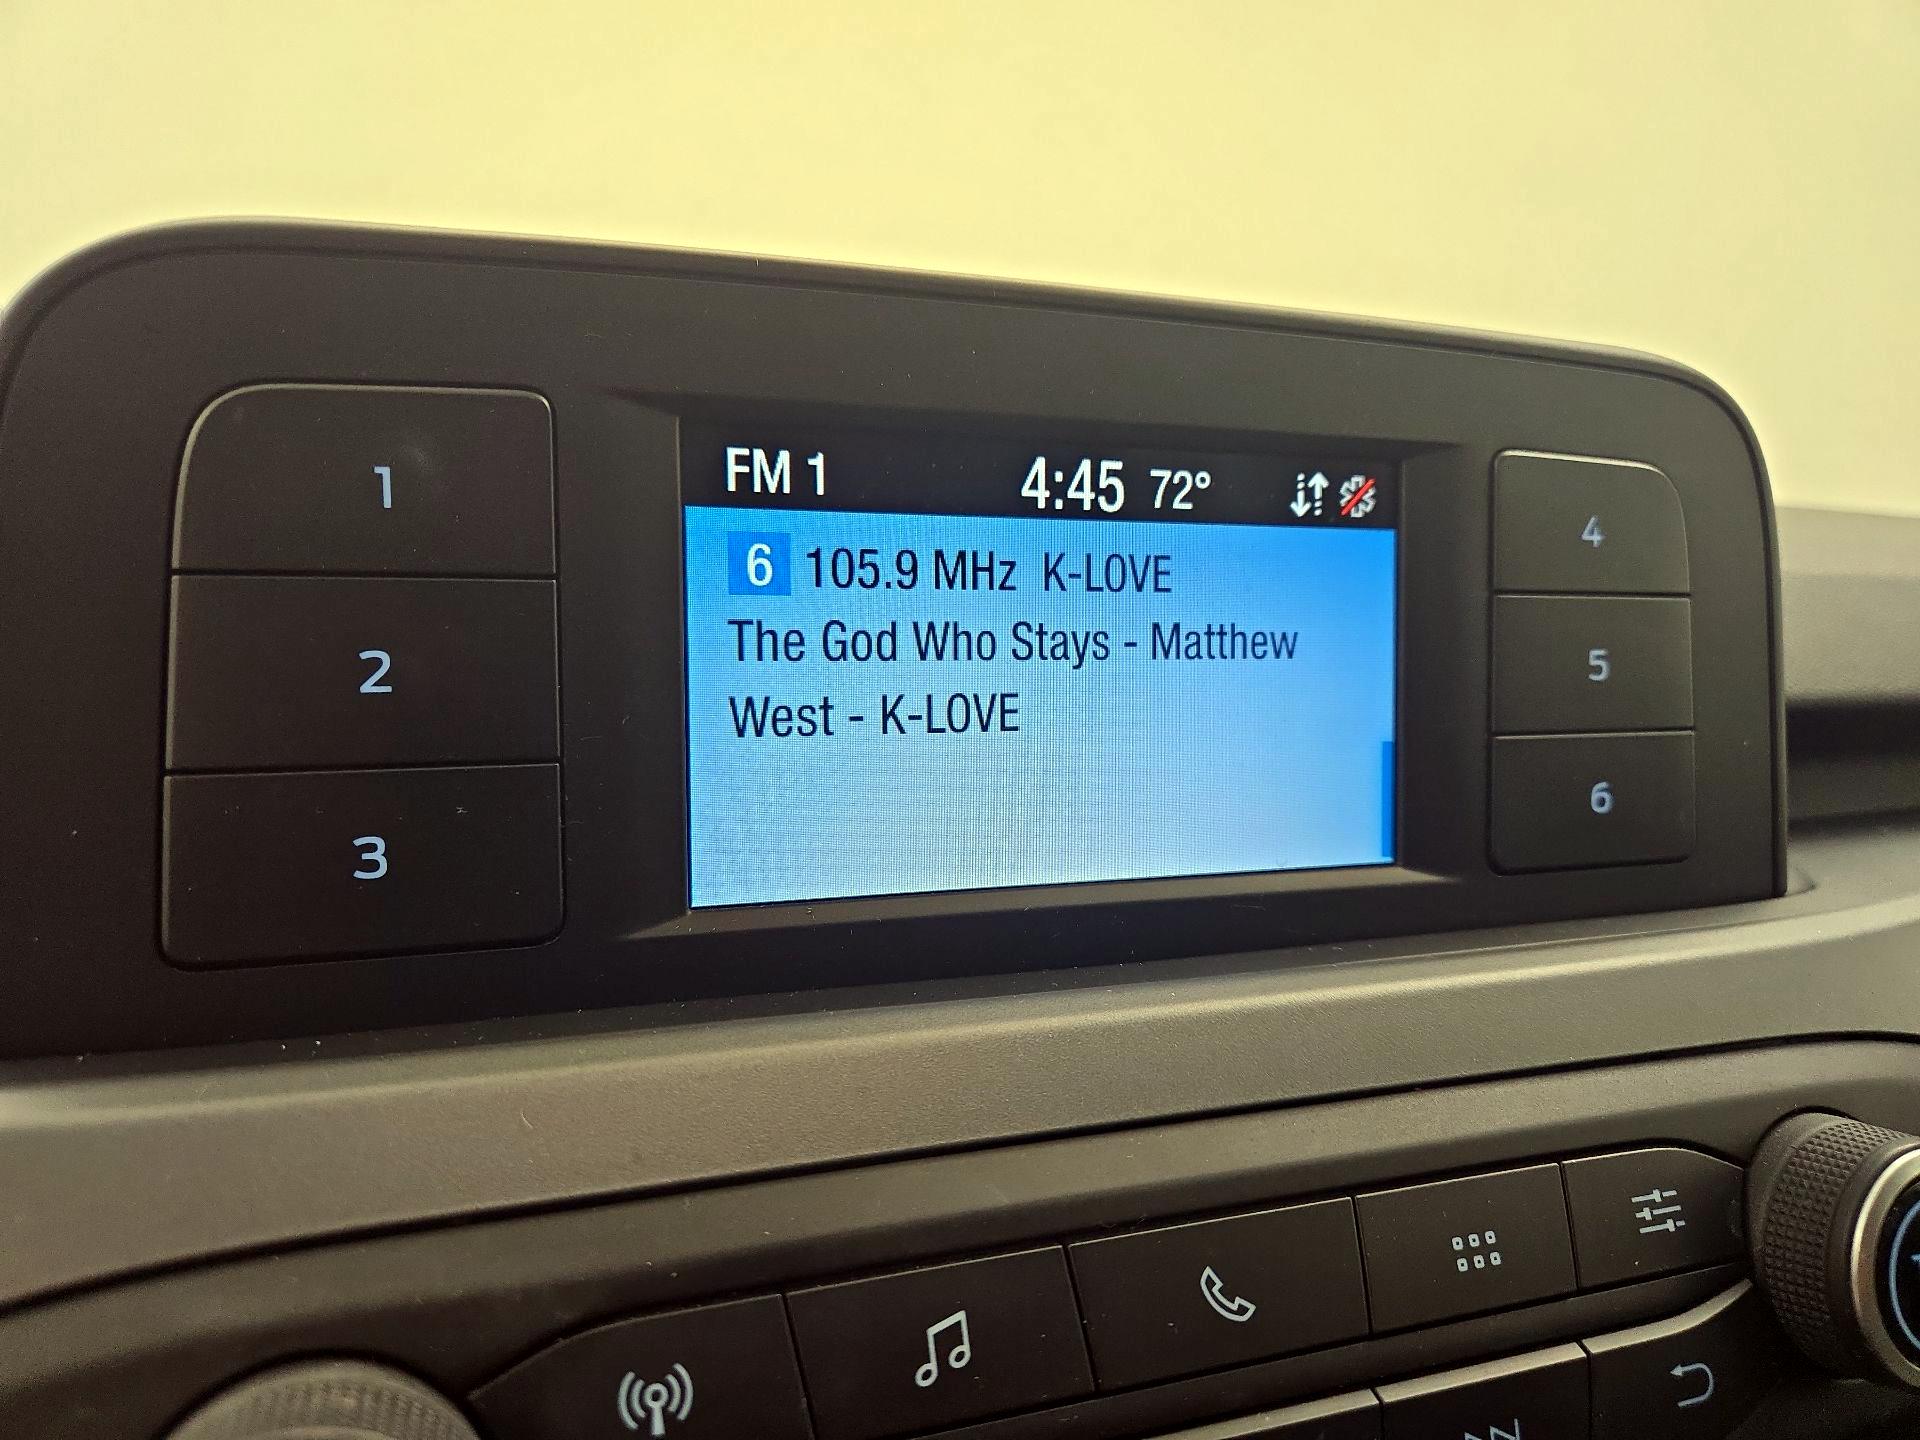 FM 1 4:45 72°
6 105.9 MHz K-LOVE
The God Who Stays - Matthew
West - K-LOVE
1
2
3
4
5
6